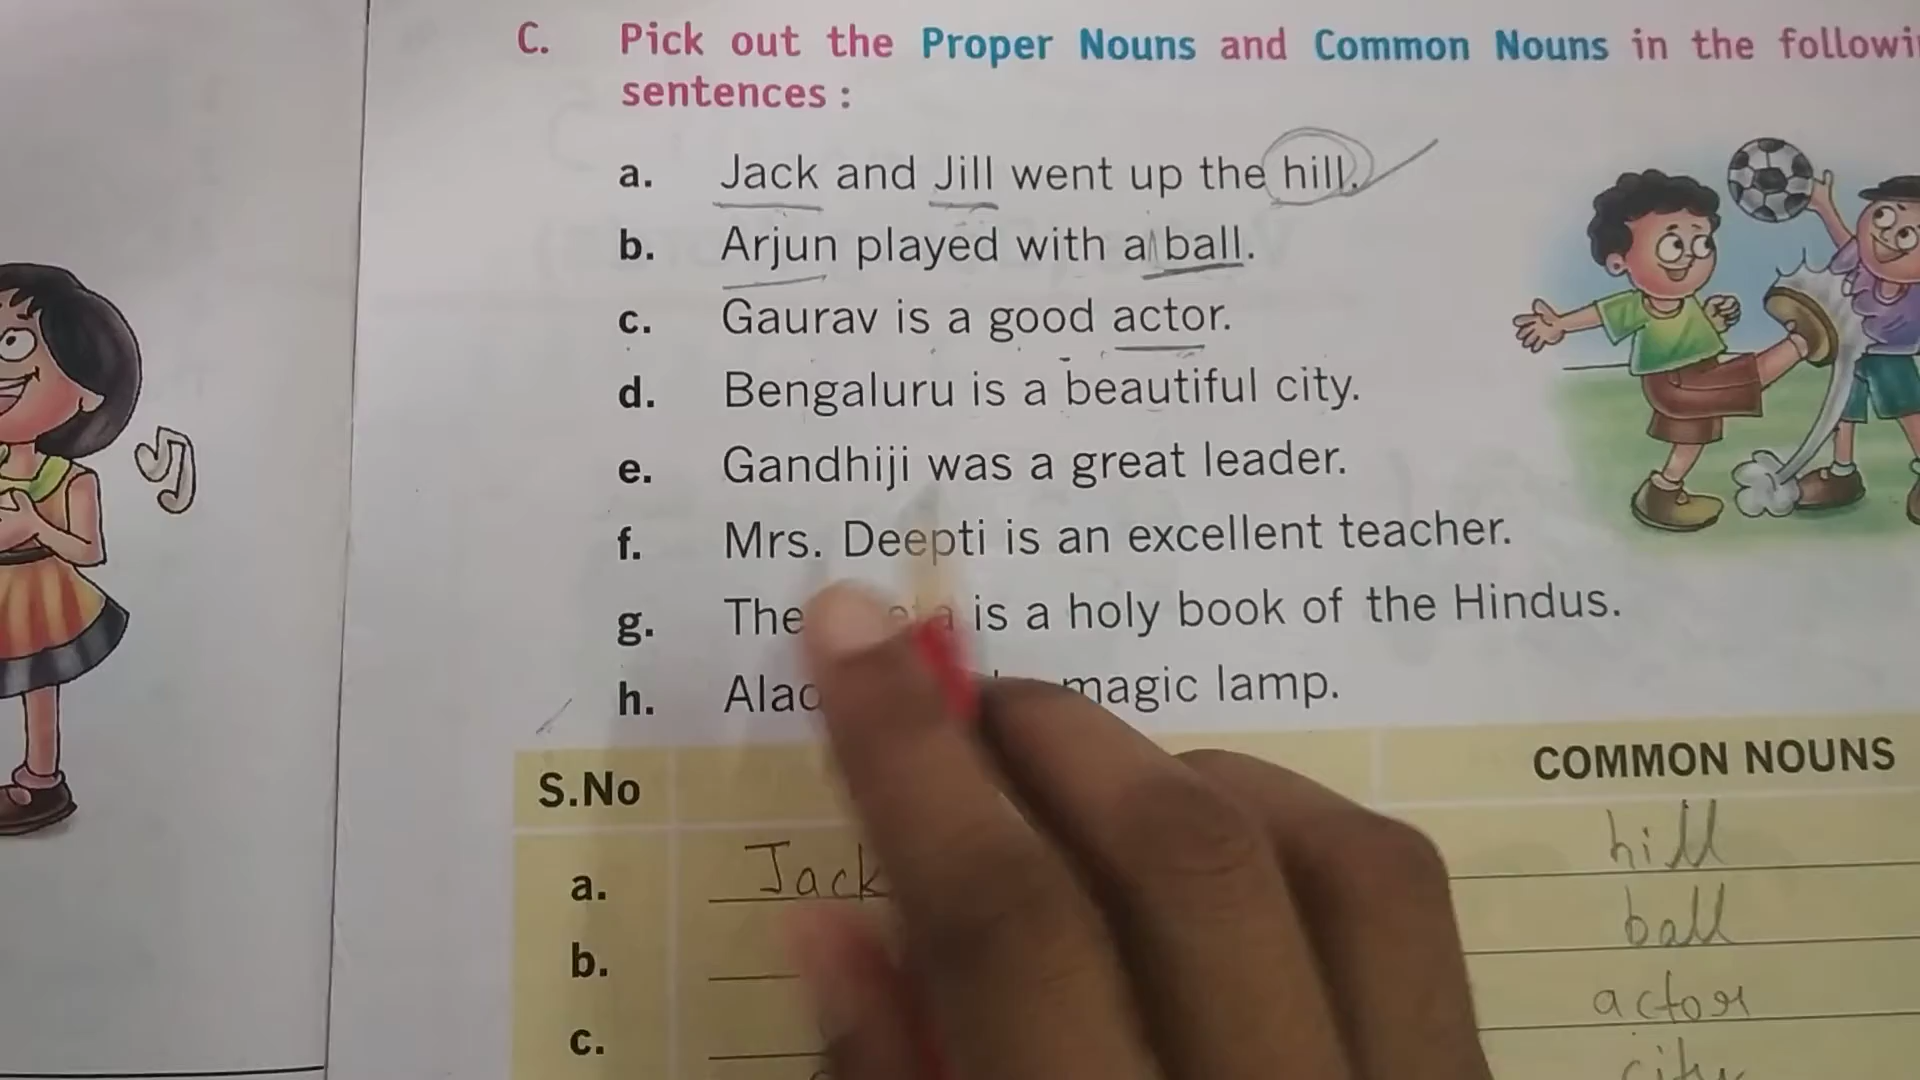 C. Pick out the Proper Nouns and Common Nouns in the
sentences :
a. Jack and Jill went up the hill.
b. Arjun played with a ball.
c. Gaurav is a good actor.
d. Bengaluru is a beautiful city.
e. Gandhiji was a great leader.
f. Mrs. Deepti is an excellent teacher.
g. The is a holy book of the Hindus.
h. magic lamp.
S.No COMMON NOUNS
a. Jack hill
b. ball
c. actor
city